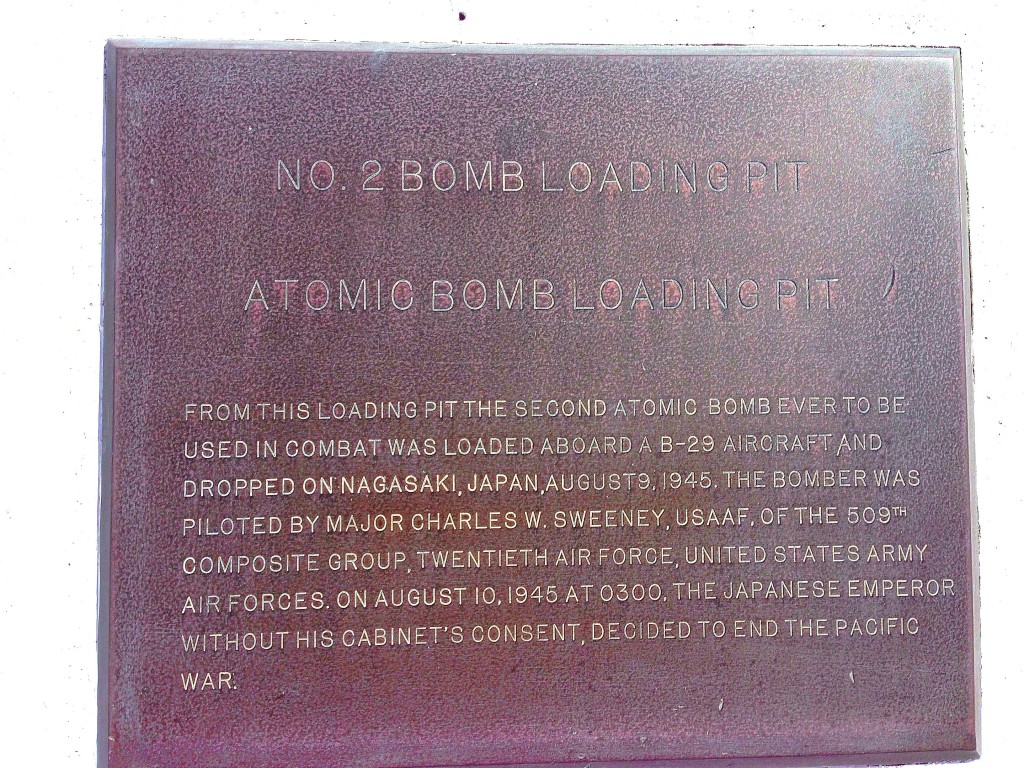 NO. 2 BOMB LOADING PIT
ATOMIC BOMB LOADING PIT
FROM THIS LOADING PIT THE SECOND ATOMIC BOMB EVER TO BE
USED IN COMBAT WAS LOADED ABOARD A B-29 AIRCRAFT, AND
DROPPED ON NAGASAKI, JAPAN, AUGUST 9, 1945. THE BOMBER WAS
PILOTED BY MAJOR CHARLES W. SWEENEY, USAAF, OF THE 509TH
COMPOSITE GROUP, TWENTIETH AIR FORCE, UNITED STATES ARMY
AIR FORCES. ON AUGUST 10, 1945 AT 0300, THE JAPANESE EMPEROR
WITHOUT HIS CABINET'S CONSENT, DECIDED TO END THE PACIFIC
WAR.